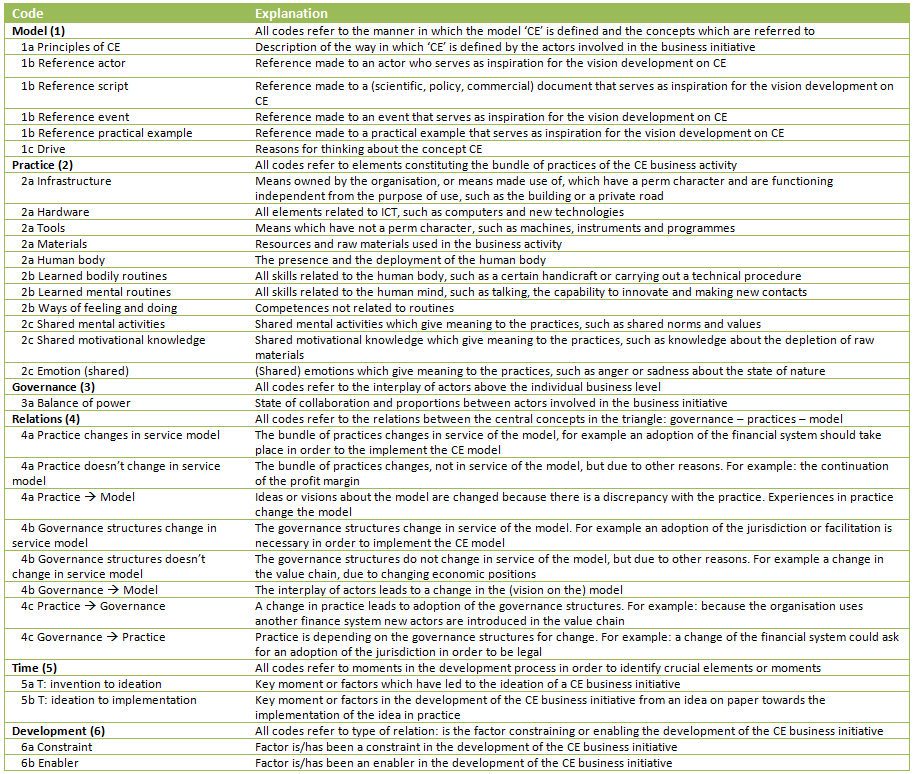 Code Explanation
Model (1) All codes refer to the manner in which the model ‘CE’ is defined and the concepts which are referred to
1a Principles of CE Description of the way in which ‘CE’ is defined by the actors involved in the business initiative
1b Reference actor Reference made to an actor who serves as inspiration for the vision development on CE
1b Reference script Reference made to a (scientific, policy, commercial) document that serves as inspiration for the vision development on
CE
1b Reference event Reference made to an event that serves as inspiration for the vision development on CE
1b Reference practical example Reference made to a practical example that serves as inspiration for the vision development on CE
1c Drive Reasons for thinking about the concept CE
Practice (2) All codes refer to elements constituting the bundle of practices of the CE business activity
2a Infrastructure Means owned by the organisation, or means made use of, which have a perm character and are functioning
independent from the purpose of use, such as the building or a private road
2a Hardware All elements related to ICT, such as computers and new technologies
2a Tools Means which have not a perm character, such as machines, instruments and programmes
2a Materials Resources and raw materials used in the business activity
2a Human body The presence and the deployment of the human body
2b Learned bodily routines All skills related to the human body, such as a certain handicraft or carrying out a technical procedure
2b Learned mental routines All skills related to the human mind, such as talking, the capability to innovate and making new contacts
2b Ways of feeling and doing Competences not related to routines
2c Shared mental activities Shared mental activities which give meaning to the practices, such as shared norms and values
2c Shared motivational knowledge Shared motivational knowledge which give meaning to the practices, such as knowledge about the depletion of raw
materials
2c Emotion (shared) (Shared) emotions which give meaning to the practices, such as anger or sadness about the state of nature
Governance (3) All codes refer to the interplay of actors above the individual business level
3a Balance of power State of collaboration and proportions between actors involved in the business initiative
Relations (4) All codes refer to the relations between the central concepts in the triangle: governance – practices – model
4a Practice changes in service model The bundle of practices changes in service of the model, for example an adoption of the financial system should take
place in order to the implement the CE model
4a Practice doesn’t change in service The bundle of practices changes, not in service of the model, but due to other reasons. For example: the continuation
model of the profit margin
4a Practice → Model Ideas or visions about the model are changed because there is a discrepancy with the practice. Experiences in practice
change the model
4b Governance structures change in The governance structures change in service of the model. For example an adoption of the jurisdiction or facilitation is
service model necessary in order to implement the CE model
4b Governance structures doesn’t The governance structures do not change in service of the model, but due to other reasons. For example a change in
change in service model the value chain, due to changing economic positions
4b Governance → Model The interplay of actors leads to a change in the (vision on the) model
4c Practice → Governance A change in practice leads to adoption of the governance structures. For example: because the organisation uses
another finance system new actors are introduced in the value chain
4c Governance → Practice Practice is depending on the governance structures for change. For example: a change of the financial system could ask
for an adoption of the jurisdiction in order to be legal
Time (5) All codes refer to moments in the development process in order to identify crucial elements or moments
5a T: invention to ideation Key moment or factors which have led to the ideation of a CE business initiative
5b T: ideation to implementation Key moment or factors in the development of the CE business initiative from an idea on paper towards the
implementation of the idea in practice
Development (6) All codes refer to type of relation: is the factor constraining or enabling the development of the CE business initiative
6a Constraint Factor is/has been a constraint in the development of the CE business initiative
6b Enabler Factor is/has been an enabler in the development of the CE business initiative